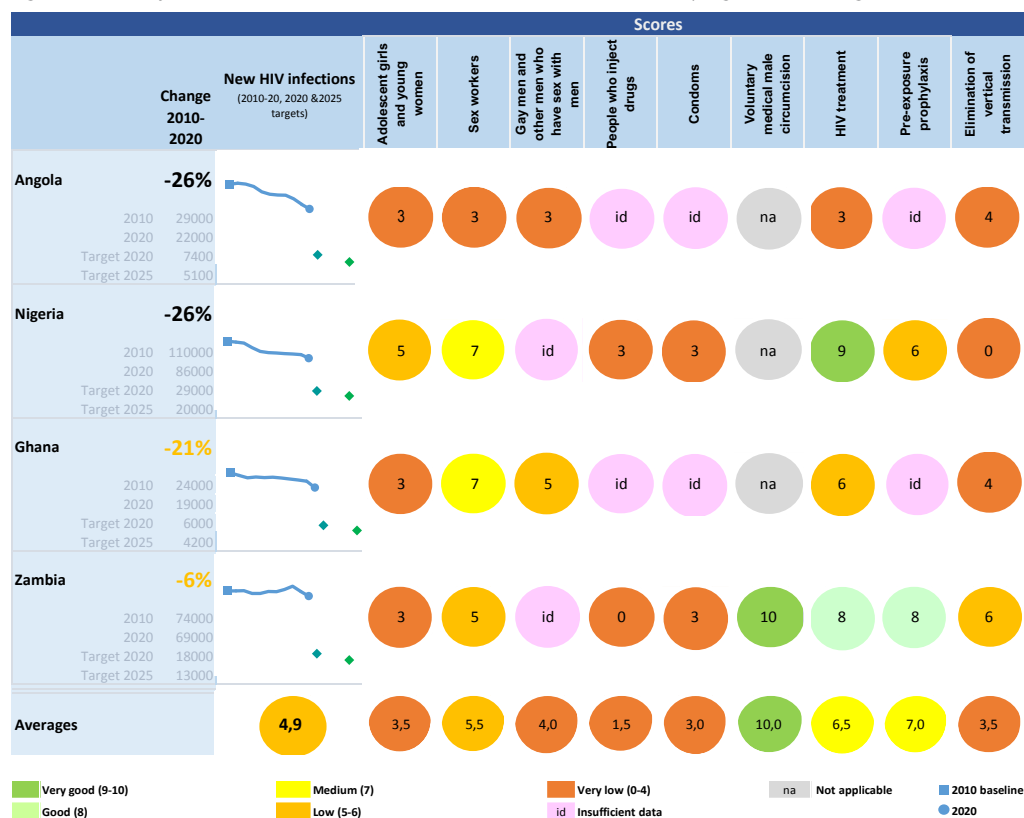 Scores
Change
2010-
2020
New HIV infections
(2010-20, 2020 &2025
targets)
Adolescent girls
and young
women
Sex workers
Gay men and
other men who
have sex with
men
People who inject
drugs
Condoms
Voluntary
medical male
circumcision
HIV treatment
Pre-exposure
prophylaxis
Elimination of
vertical
transmission
Angola -26%
2010 29000
2020 22000
Target 2020 7400
Target 2025 5100
3 3 3 id id na 3 id 4
Nigeria -26%
2010 110000
2020 86000
Target 2020 29000
Target 2025 20000
5 7 id 3 3 na 9 6 0
Ghana -21%
2010 24000
2020 19000
Target 2020 6000
Target 2025 4200
3 7 5 id id na 6 id 4
Zambia -6%
2010 74000
2020 69000
Target 2020 18000
Target 2025 13000
3 5 id 0 3 10 8 8 6
Averages 4,9 3,5 5,5 4,0 1,5 3,0 10,0 6,5 7,0 3,5
Very good (9-10) Medium (7) Very low (0-4) na Not applicable 2010 baseline
Good (8) Low (5-6) id Insufficient data 2020